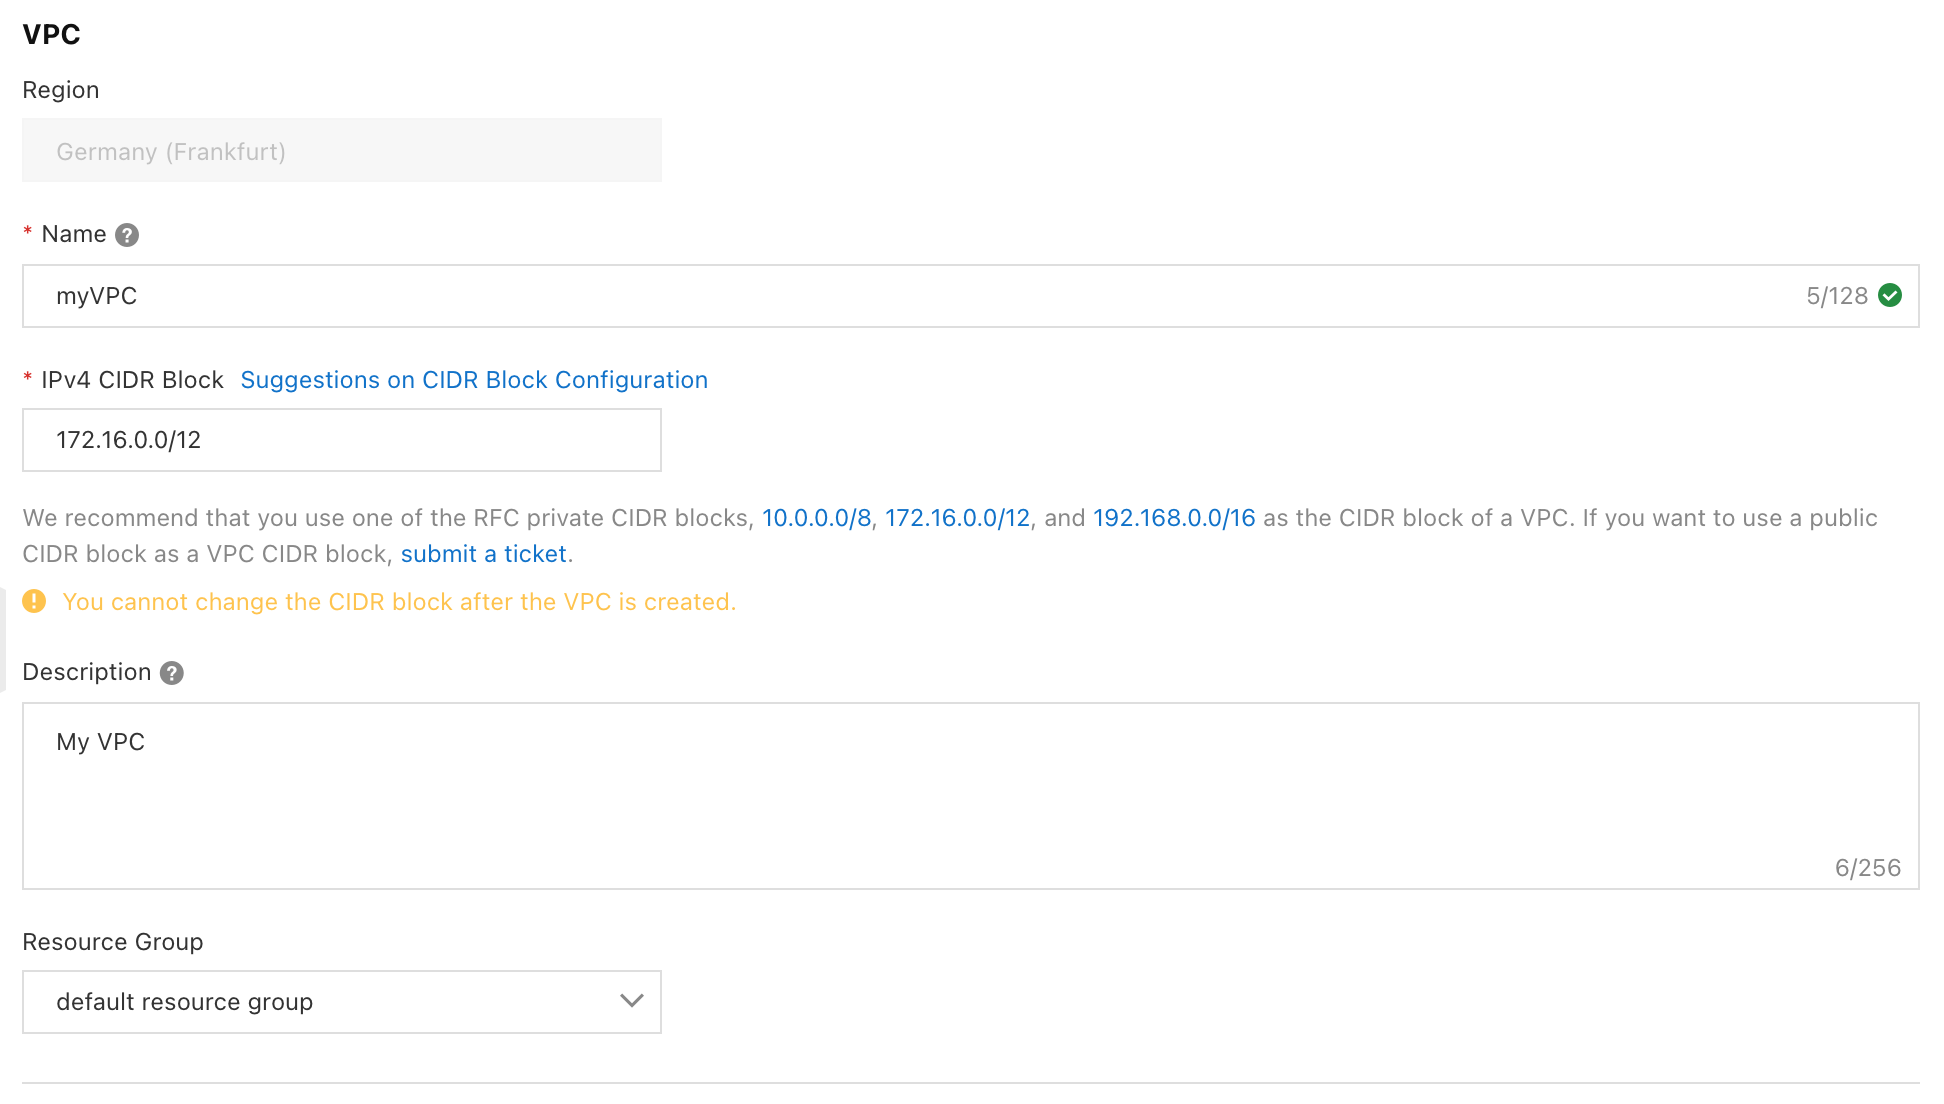 VPC
Region
Germany (Frankfurt)
* Name ?
myVPC 5/128
* IPv4 CIDR Block Suggestions on CIDR Block Configuration
172.16.0.0/12
We recommend that you use one of the RFC private CIDR blocks, 10.0.0.0/8, 172.16.0.0/12, and 192.168.0.0/16 as the CIDR block of a VPC. If you want to use a public
CIDR block as a VPC CIDR block, submit a ticket.
! You cannot change the CIDR block after the VPC is created.
Description ?
My VPC
6/256
Resource Group
default resource group